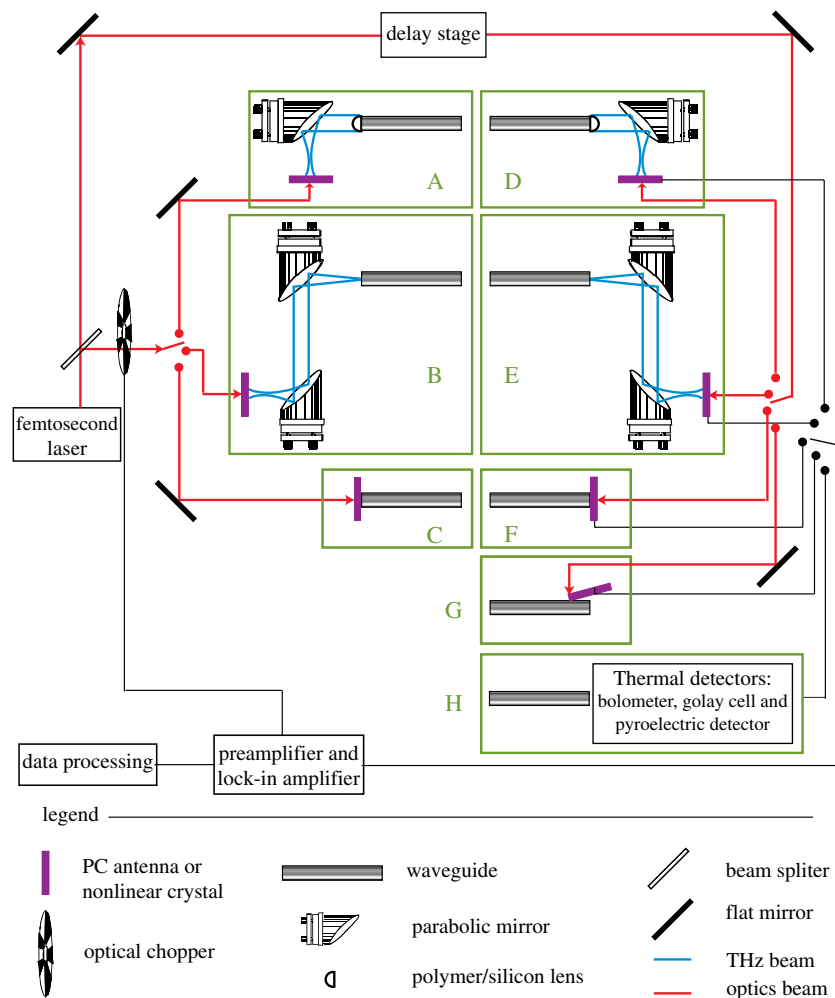 delay stage
A
D
B
E
femtosecond
laser
C
F
G
H
Thermal detectors:
bolometer, golay cell and
pyroelectric detector
data processing
preamplifier and
lock-in amplifier
legend
PC antenna or
nonlinear crystal
waveguide
beam spliter
optical chopper
parabolic mirror
flat mirror
polymer/silicon lens
THz beam
optics beam